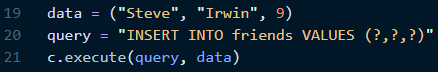 19 data = ("Steve", "Irwin", 9)
20 query = "INSERT INTO friends VALUES (?,?,?)"
21 c.execute(query, data)